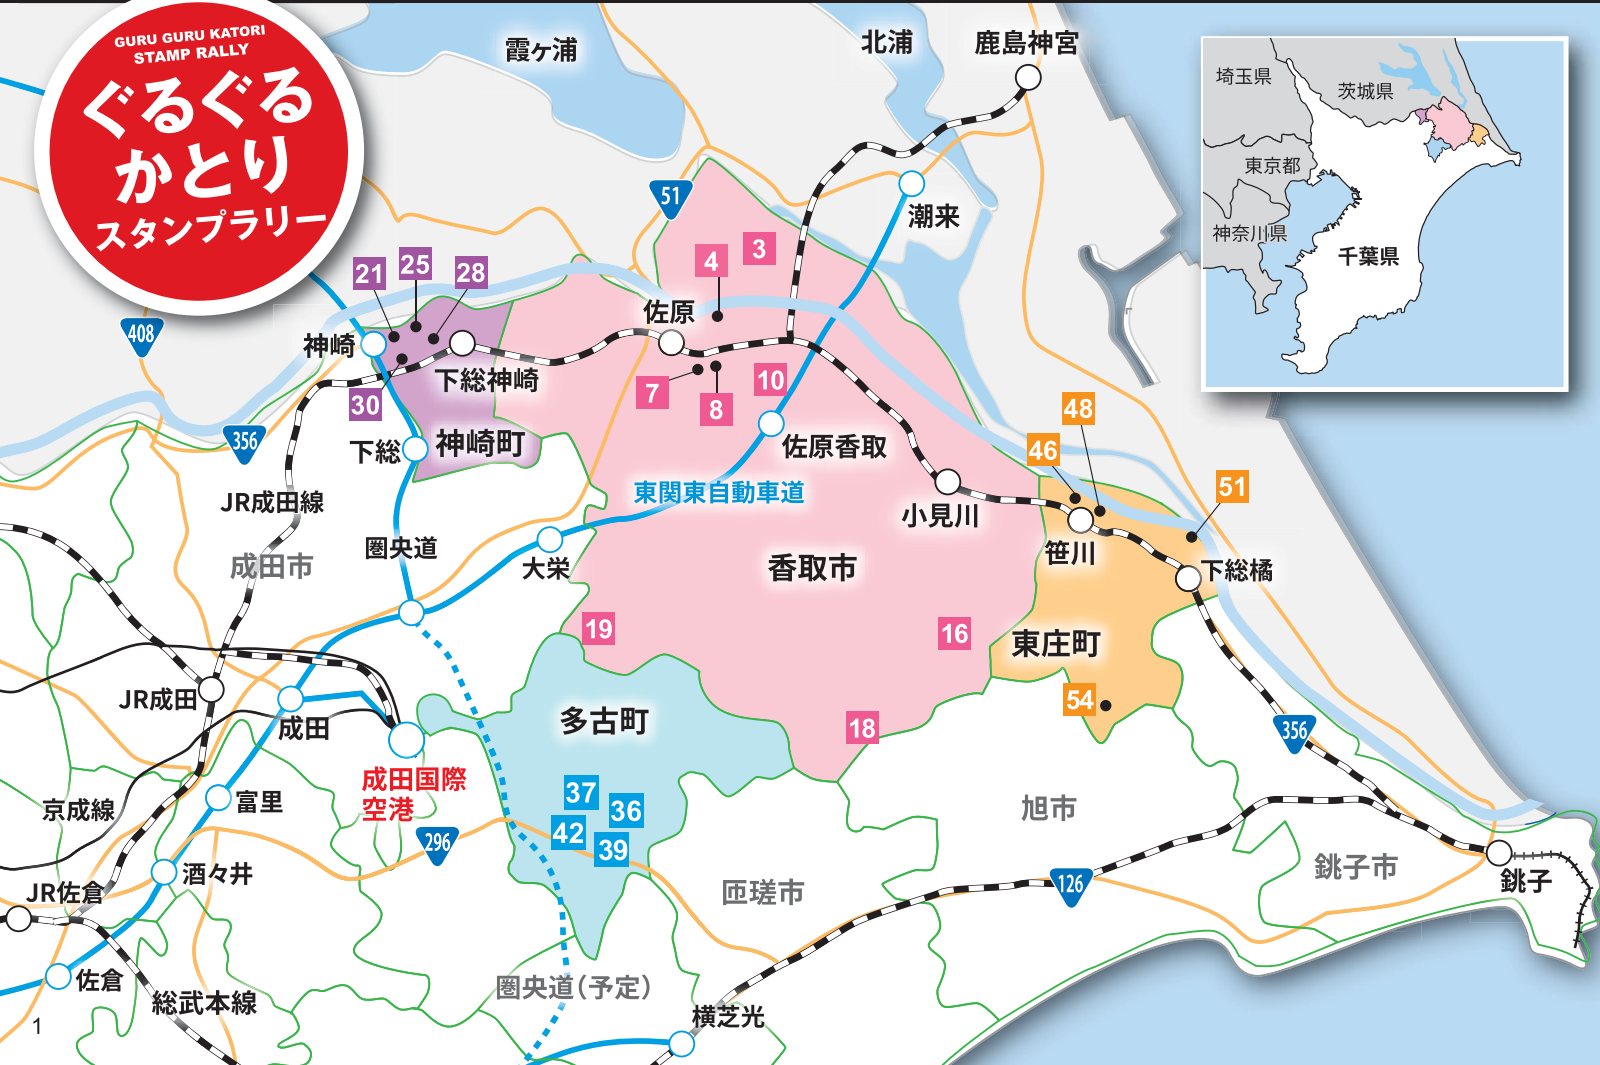 GURU GURU KATORI
STAMP RALLY
ぐるぐる
かとり
スタンプラリー
霞ヶ浦
北浦
鹿島神宮
埼玉県
茨城県
東京都
神奈川県
千葉県
51
潮来
3
4
21
25
28
408
神崎
佐原
下総神崎
30
7
8
10
356
下総
神崎町
佐原香取
48
46
51
JR成田線
東関東自動車道
小見川
圏央道
成田市
大栄
香取市
笹川
下総橘
19
16
東庄町
JR成田
成田
多古町
54
18
356
成田国際
空港
京成線
富里
37
36
42
39
旭市
296
酒々井
JR佐倉
匝瑳市
126
銚子市
銚子
佐倉
圏央道(予定)
総武本線
横芝光
1